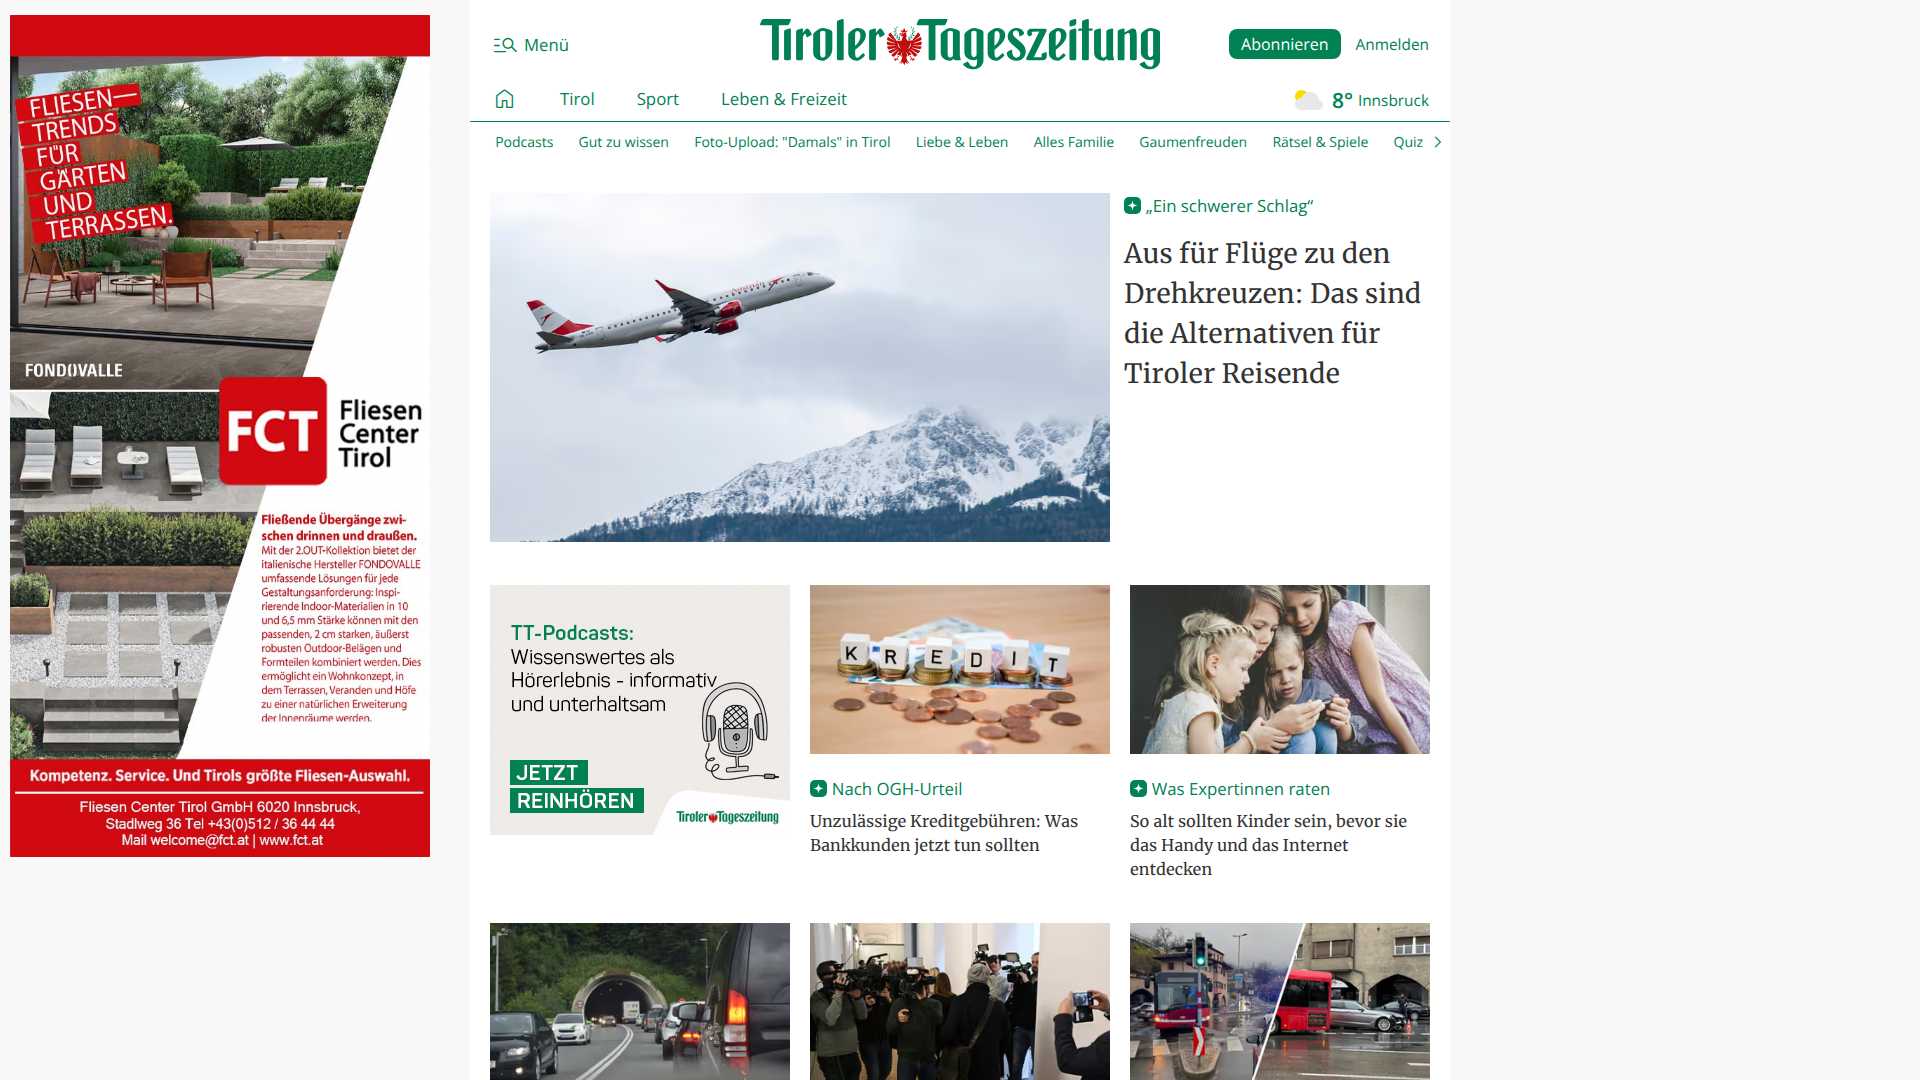 FLIESEN—
TRENDS
FÜR
GÄRTEN
UND
TERRASSEN.
FONDOVALLE
FCT
Fliesen
Center
Tirol
Fließende Übergänge zwi-
schen drinnen und draußen.
Mit der 2.OUT-Kollektion bietet der
italienische Hersteller FONDOVALLE
umfassende Lösungen für jede
Gestaltungsanforderung: Inspi-
rierende Indoor-Materialien in 10
und 6,5 mm Stärke können mit den
passenden, 2 cm starken, äußerst
robusten Outdoor-Belägen und
Formteilen kombiniert werden. Dies
ermöglicht ein Wohnkonzept, in
dem Terrassen, Veranden und Höfe
zu einer natürlichen Erweiterung
der Innenräume werden.
Kompetenz. Service. Und Tirols größte Fliesen-Auswahl.
Fliesen Center Tirol GmbH 6020 Innsbruck,
Stadlweg 36 Tel +43(0)512 / 36 44 44
Mail welcome@fct.at | www.fct.at
Menü
Tiroler Tageszeitung
Abonnieren
Anmelden
Tirol
Sport
Leben & Freizeit
8° Innsbruck
Podcasts
Gut zu wissen
Foto-Upload: "Damals" in Tirol
Liebe & Leben
Alles Familie
Gaumenfreuden
Rätsel & Spiele
Quiz
Austrian
„Ein schwerer Schlag“
Aus für Flüge zu den
Drehkreuzen: Das sind
die Alternativen für
Tiroler Reisende
TT-Podcasts:
Wissenswertes als
Hörerlebnis - informativ
und unterhaltsam
JETZT
REINHÖREN
Tiroler Tageszeitung
KREDIT
Nach OGH-Urteil
Unzulässige Kreditgebühren: Was
Bankkunden jetzt tun sollten
Was Expertinnen raten
So alt sollten Kinder sein, bevor sie
das Handy und das Internet
entdecken